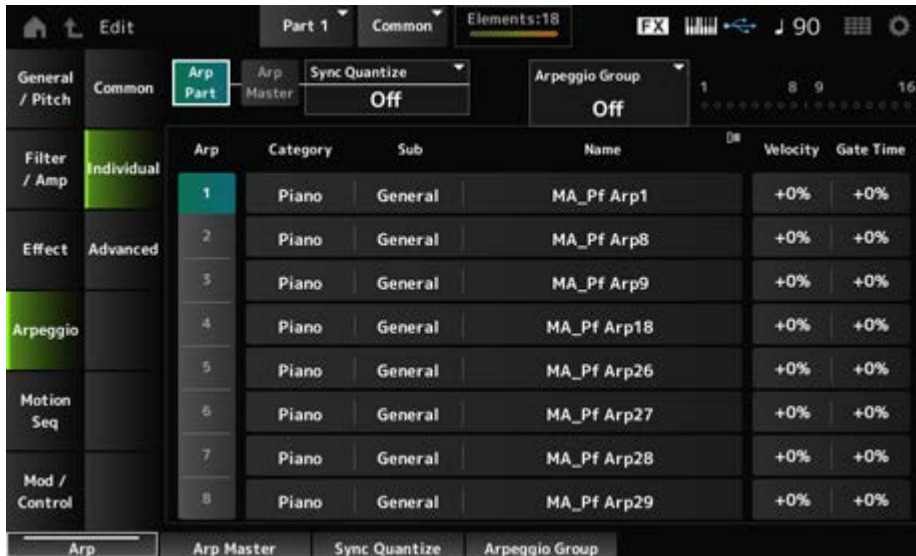 Edit
Part 1
Common
Elements:18
FX
♩ 90
General
/ Pitch
Common
Arp
Part
Arp
Master
Sync Quantize
Off
Arpeggio Group
Off
1 8 9 16
Filter
/ Amp
Individual
Arp Category Sub Name Velocity Gate Time
1 Piano General MA_Pf Arp1 +0% +0%
2 Piano General MA_Pf Arp8 +0% +0%
Effect
Advanced
3 Piano General MA_Pf Arp9 +0% +0%
Arpeggio
4 Piano General MA_Pf Arp18 +0% +0%
5 Piano General MA_Pf Arp26 +0% +0%
Motion
Seq
6 Piano General MA_Pf Arp27 +0% +0%
7 Piano General MA_Pf Arp28 +0% +0%
Mod /
Control
8 Piano General MA_Pf Arp29 +0% +0%
Arp Arp Master Sync Quantize Arpeggio Group